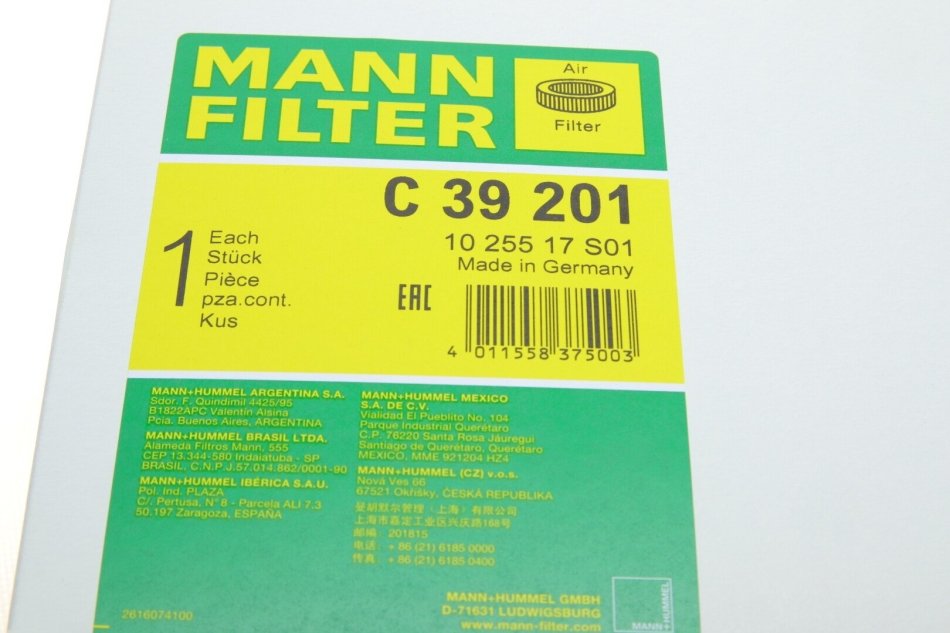 MANN
FILTER
Air
Filter
C 39 201
10 255 17 S01
Made in Germany
1
Each
Stück
Pièce
pza.cont.
Kus
EAC
4 011558 375003
MANN+HUMMEL ARGENTINA S.A.
Sdor. F. Quindimil 4425/95
B1822APC Valentín Alsina
Pcia. Buenos Aires, ARGENTINA
MANN+HUMMEL BRASIL LTDA.
Alameda Filtros Mann, 555
CEP 13.344-580 Indaiatuba - SP
BRASIL, C.N.P.J.57.014.862/0001-90
MANN+HUMMEL IBÉRICA S.A.U.
Pol. Ind. PLAZA
C/. Pertusa, N° 8 - Parcela ALI 7.3
50.197 Zaragoza, ESPAÑA
MANN+HUMMEL MEXICO
S.A. DE C.V.
Vialidad El Pueblito No. 104
Parque Industrial Querétaro
C.P. 76220 Santa Rosa Jáuregui
Santiago de Querétaro, Querétaro
MÉXICO, MME 921204 HZ4
MANN+HUMMEL (CZ) v.o.s.
Nová Ves 66
67521 Okříšky, ČESKÁ REPUBLIKA
曼胡默尔管理（上海）有限公司
上海市嘉定工业区兴庆路168号
邮编: 201815
电话: + 86 (21) 6185 0000
传真: + 86 (21) 6185 0400
2616074100
MANN+HUMMEL GMBH
D-71631 LUDWIGSBURG
www.mann-filter.com
MANN+
HUMMEL